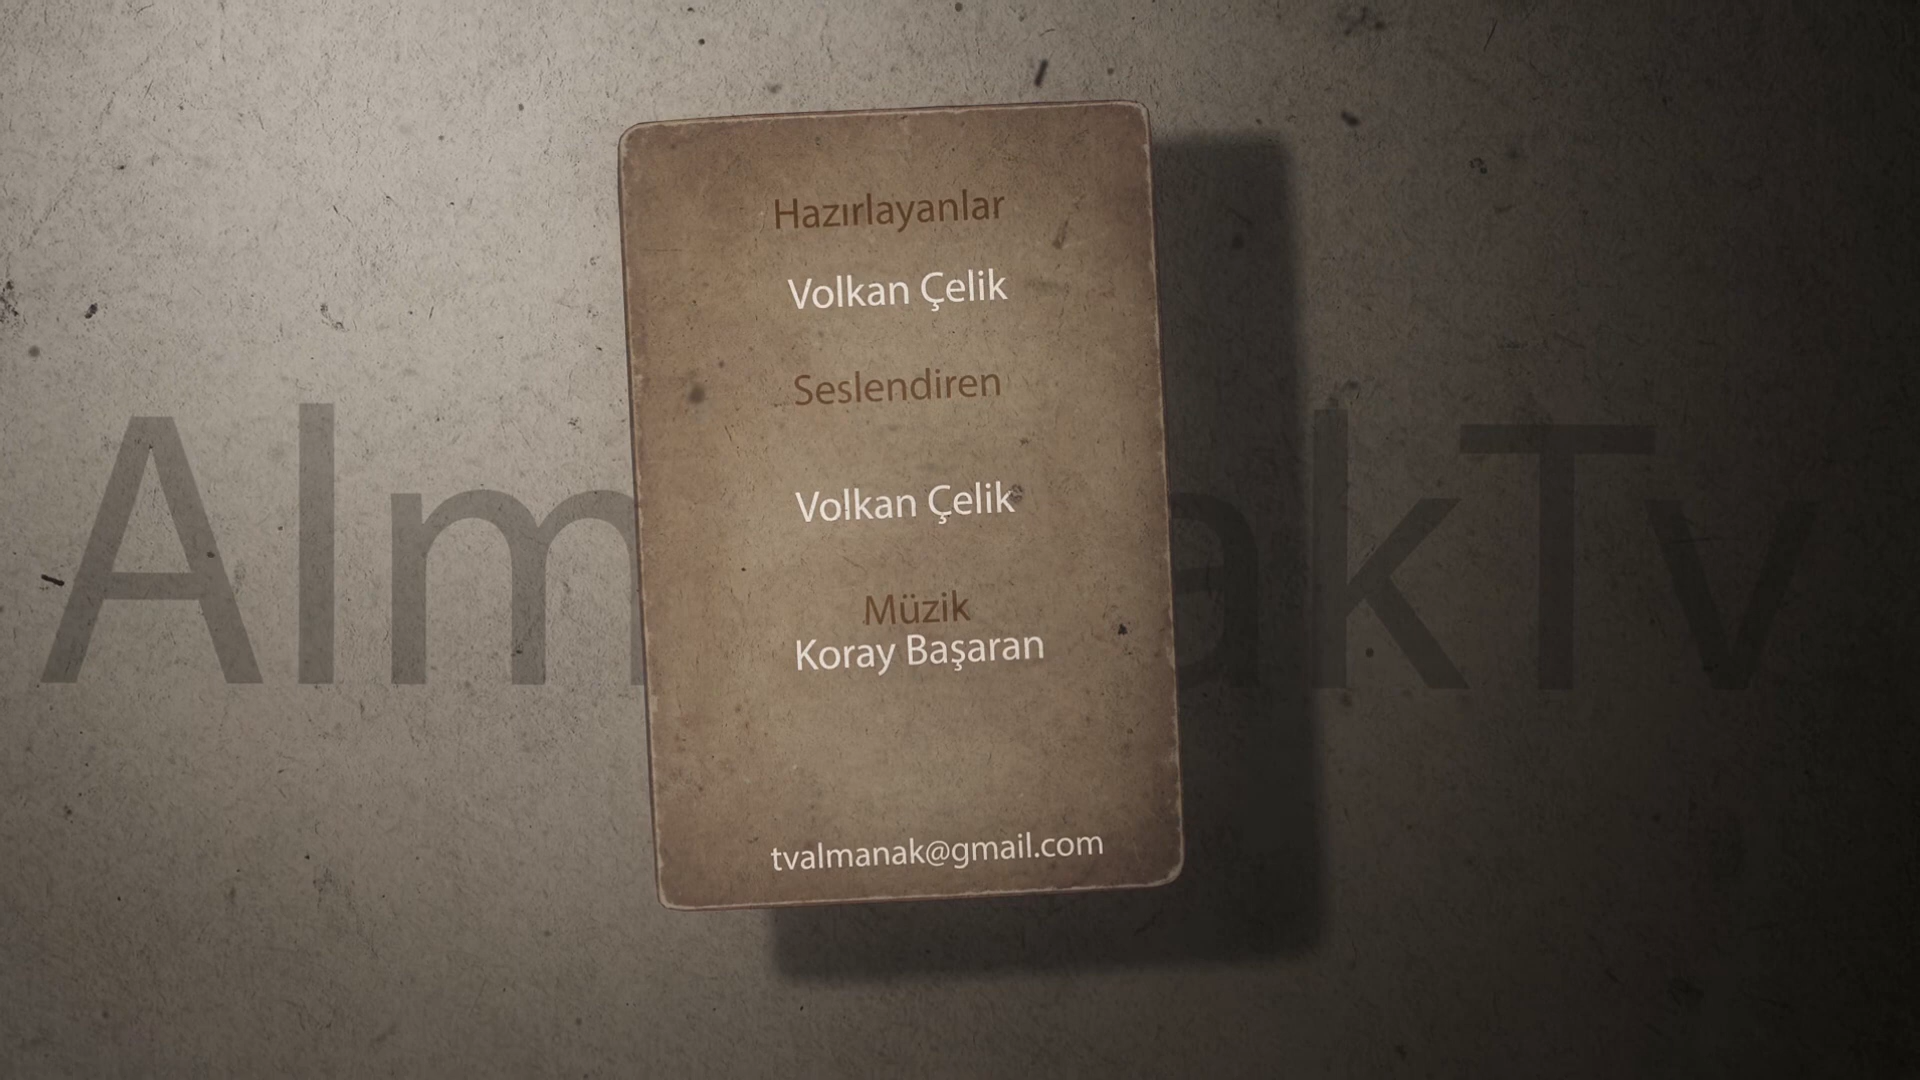 Hazırlayanlar
Volkan Çelik
Seslendiren
Volkan Çelik
Müzik
Koray Başaran
tvalmanak@gmail.com